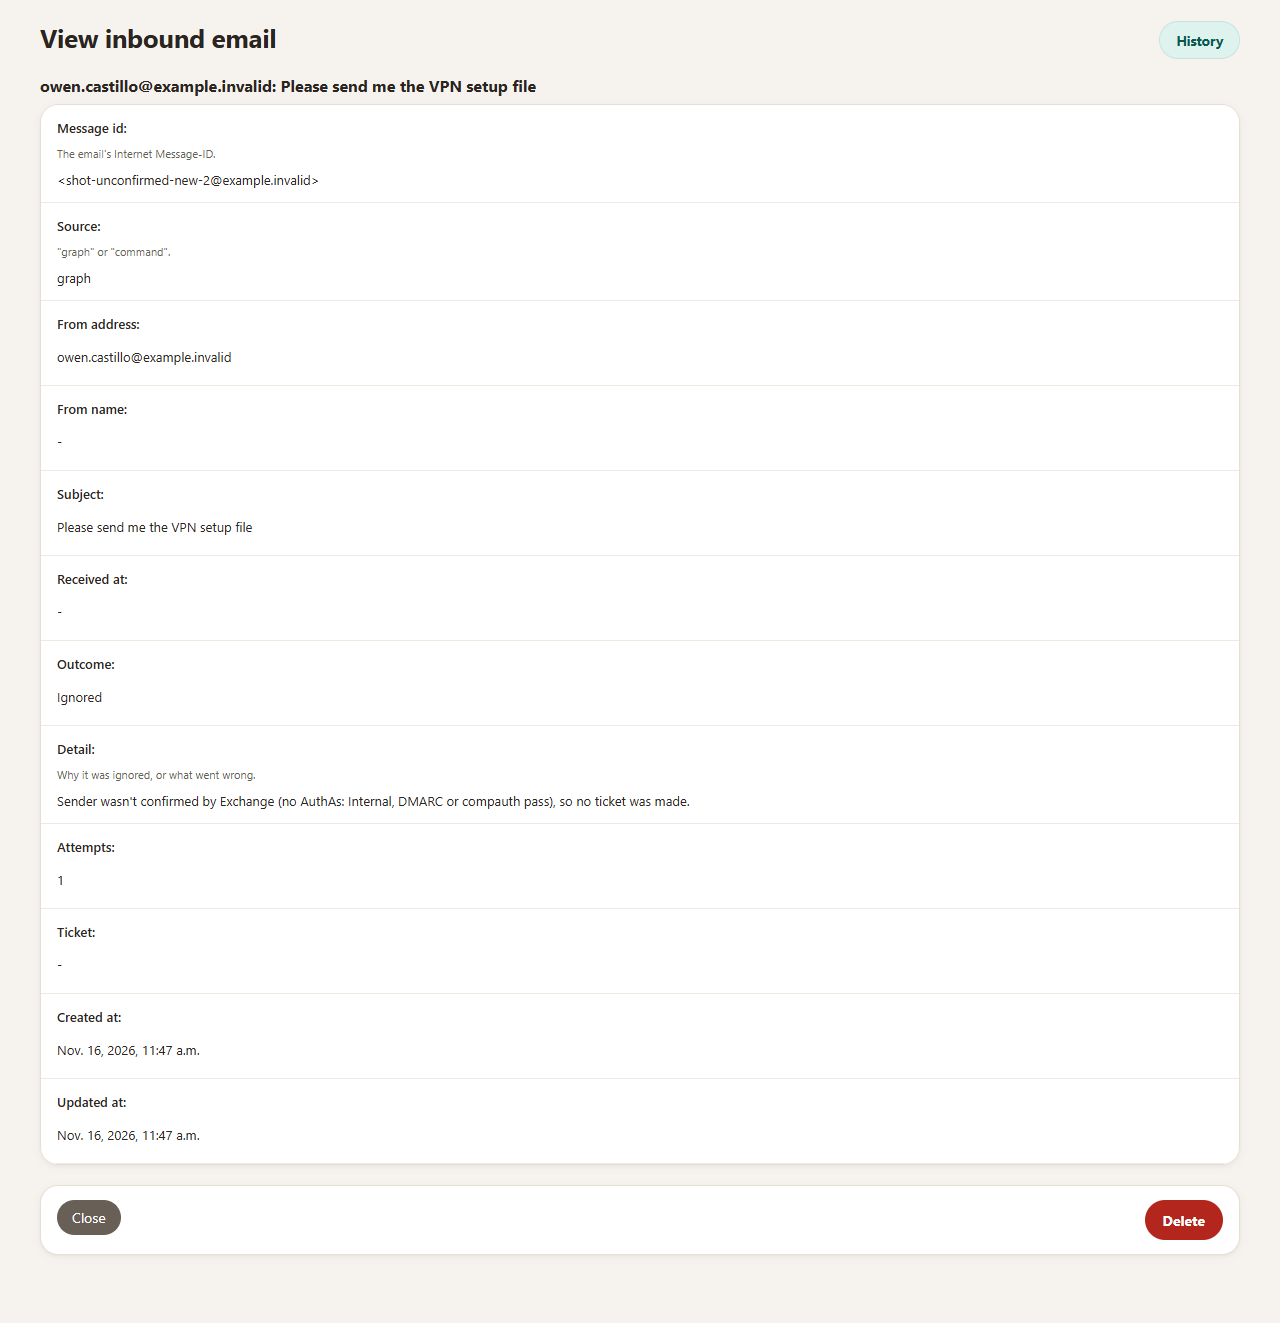 View inbound email
History
owen.castillo@example.invalid: Please send me the VPN setup file
Message id:
The email's Internet Message-ID.
<shot-unconfirmed-new-2@example.invalid>
Source:
"graph" or "command".
graph
From address:
owen.castillo@example.invalid
From name:
-
Subject:
Please send me the VPN setup file
Received at:
-
Outcome:
Ignored
Detail:
Why it was ignored, or what went wrong.
Sender wasn't confirmed by Exchange (no AuthAs: Internal, DMARC or compauth pass), so no ticket was made.
Attempts:
1
Ticket:
-
Created at:
Nov. 16, 2026, 11:47 a.m.
Updated at:
Nov. 16, 2026, 11:47 a.m.
Close
Delete